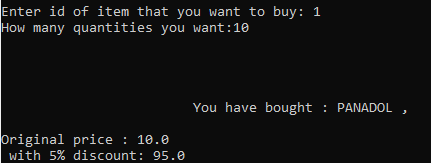 Enter id of item that you want to buy: 1
How many quantities you want:10
You have bought : PANADOL ,
Original price : 10.0
with 5% discount: 95.0